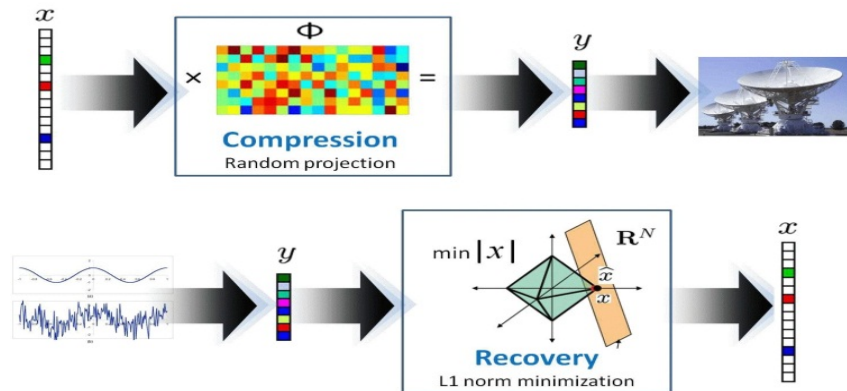 x
Φ
y
×
=
Compression
Random projection
y
x
min |x|
R^N
x̂
x
Recovery
L1 norm minimization